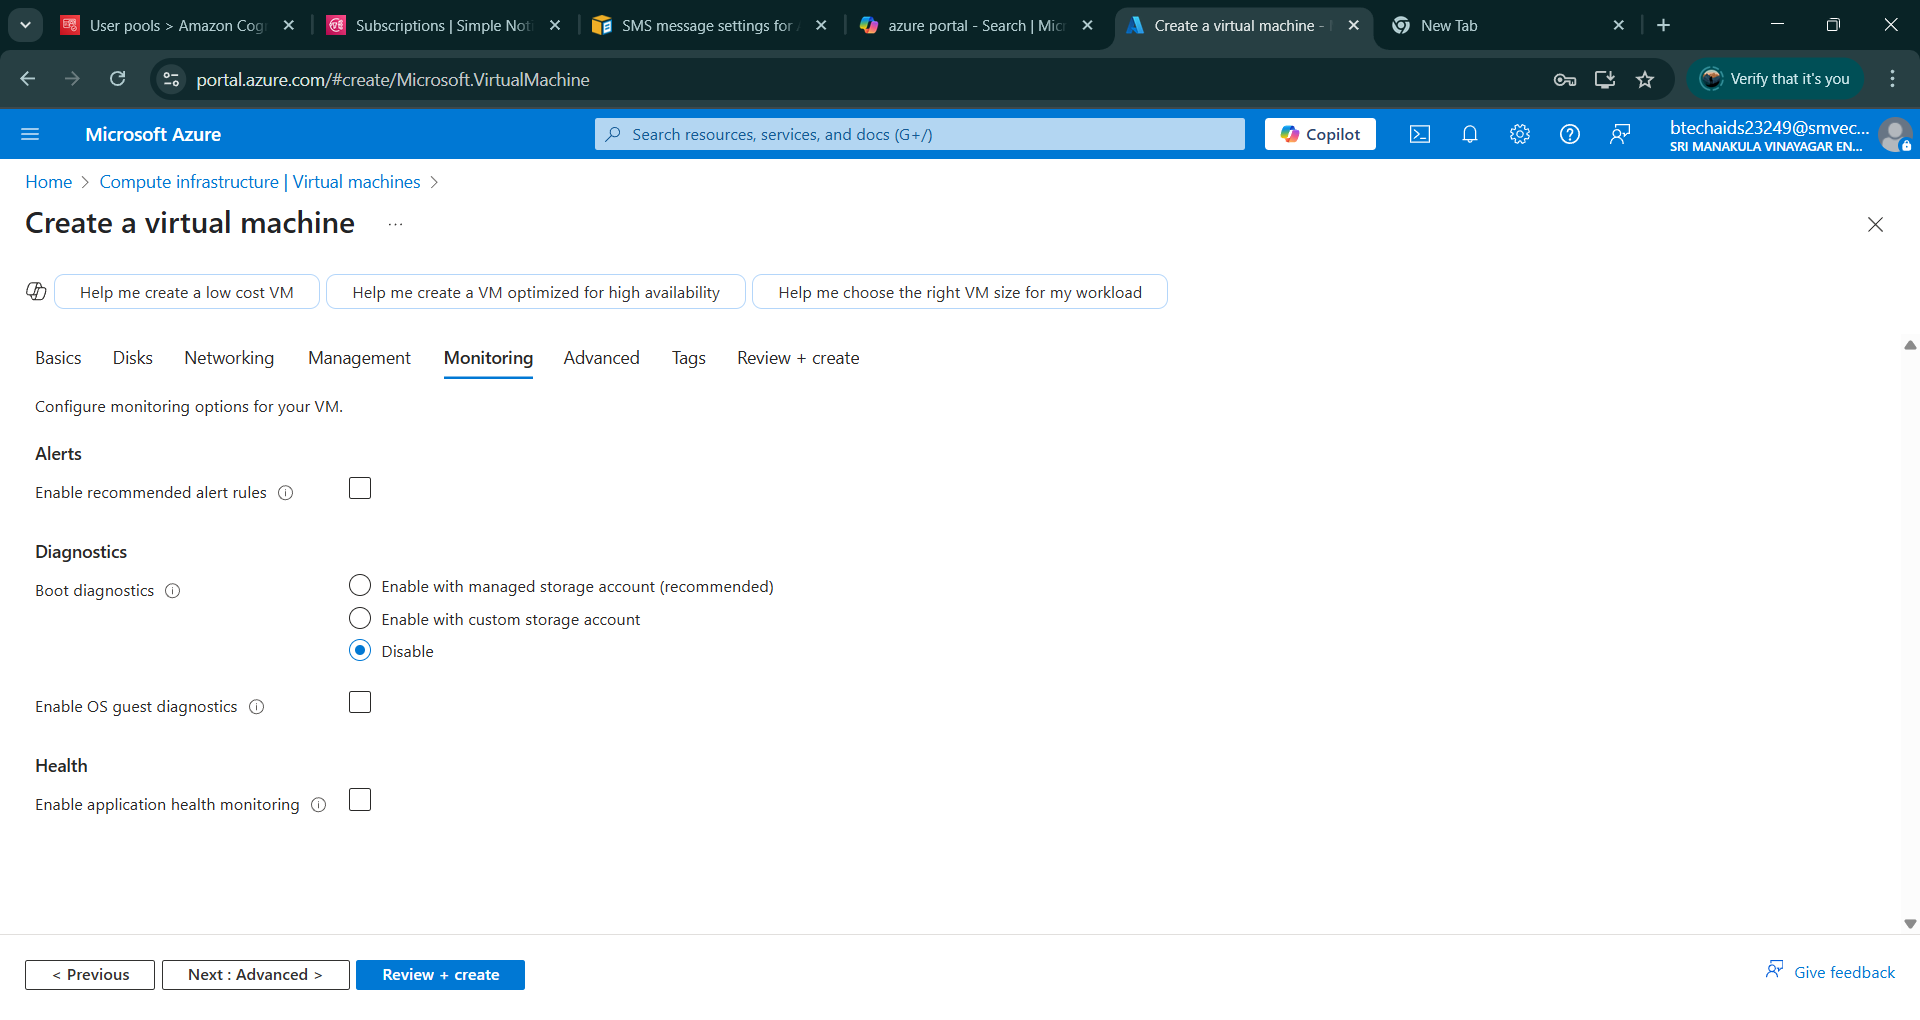 User pools > Amazon Cog
Subscriptions | Simple Not
SMS message settings for
azure portal - Search | Mic
Create a virtual machine -
New Tab
portal.azure.com/#create/Microsoft.VirtualMachine
Verify that it's you
Microsoft Azure
Search resources, services, and docs (G+/)
Copilot
btechaids23249@smvec...
SRI MANAKULA VINAYAGAR EN...
Home > Compute infrastructure | Virtual machines >
Create a virtual machine ...
Help me create a low cost VM
Help me create a VM optimized for high availability
Help me choose the right VM size for my workload
Basics
Disks
Networking
Management
Monitoring
Advanced
Tags
Review + create
Configure monitoring options for your VM.
Alerts
Enable recommended alert rules
Diagnostics
Boot diagnostics
Enable with managed storage account (recommended)
Enable with custom storage account
Disable
Enable OS guest diagnostics
Health
Enable application health monitoring
< Previous
Next : Advanced >
Review + create
Give feedback